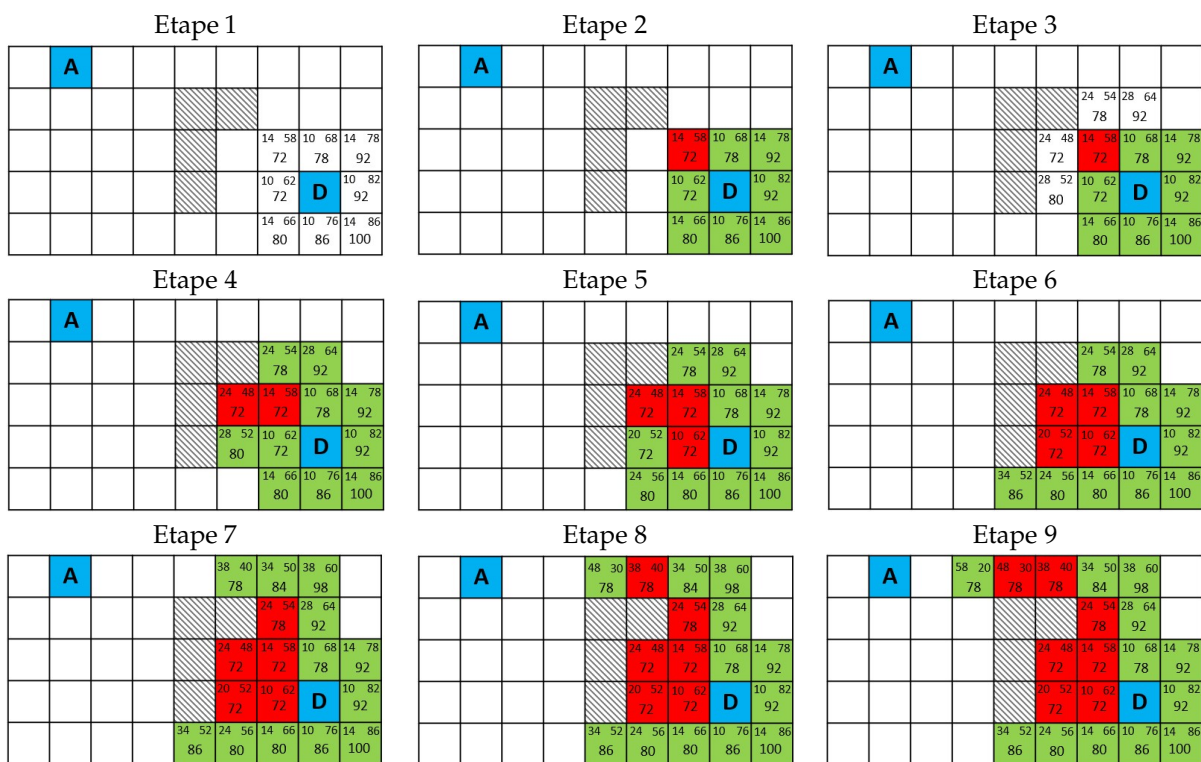 Etape 1
A
14 58 10 68 14 78
72 78 92
10 62 D 10 82
72 92
14 66 10 76 14 86
80 86 100
Etape 2
A
14 58 10 68 14 78
72 78 92
10 62 D 10 82
72 92
14 66 10 76 14 86
80 86 100
Etape 3
A
24 54 28 64
78 92
24 48 14 58 10 68 14 78
72 72 78 92
28 52 10 62 D 10 82
80 72 92
14 66 10 76 14 86
80 86 100
Etape 4
A
24 54 28 64
78 92
24 48 14 58 10 68 14 78
72 72 78 92
28 52 10 62 D 10 82
80 72 92
14 66 10 76 14 86
80 86 100
Etape 5
A
24 54 28 64
78 92
24 48 14 58 10 68 14 78
72 72 78 92
20 52 10 62 D 10 82
72 72 92
24 56 14 66 10 76 14 86
80 80 86 100
Etape 6
A
24 54 28 64
78 92
24 48 14 58 10 68 14 78
72 72 78 92
20 52 10 62 D 10 82
72 72 92
34 52 24 56 14 66 10 76 14 86
86 80 80 86 100
Etape 7
A
38 40 34 50 38 60
78 84 98
24 54 28 64
78 92
24 48 14 58 10 68 14 78
72 72 78 92
20 52 10 62 D 10 82
72 72 92
34 52 24 56 14 66 10 76 14 86
86 80 80 86 100
Etape 8
A
48 30 38 40 34 50 38 60
78 78 84 98
24 54 28 64
78 92
24 48 14 58 10 68 14 78
72 72 78 92
20 52 10 62 D 10 82
72 72 92
34 52 24 56 14 66 10 76 14 86
86 80 80 86 100
Etape 9
A
58 20 48 30 38 40 34 50 38 60
78 78 78 84 98
24 54 28 64
78 92
24 48 14 58 10 68 14 78
72 72 78 92
20 52 10 62 D 10 82
72 72 92
34 52 24 56 14 66 10 76 14 86
86 80 80 86 100